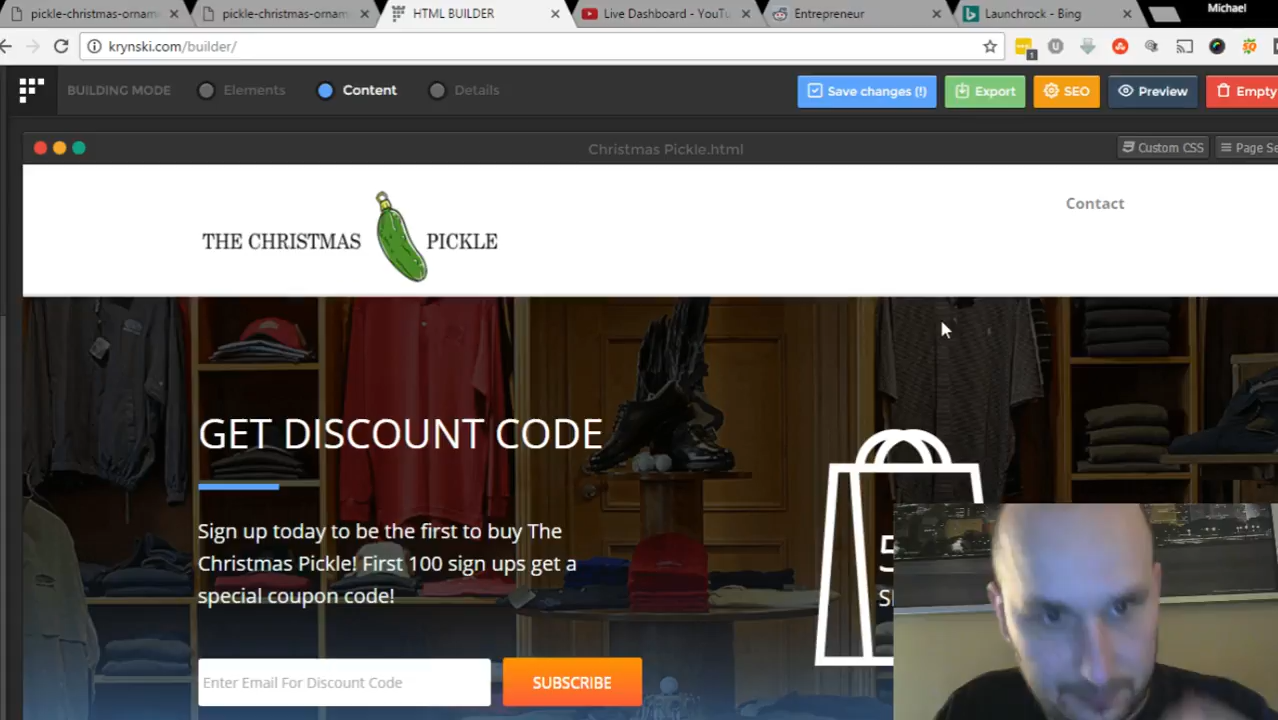 pickle-christmas-ornam
pickle-christmas-ornam
HTML BUILDER
Live Dashboard - YouTu
Entrepreneur
Launchrock - Bing
Michael
krynski.com/builder/
1
BUILDING MODE
Elements
Content
Details
Save changes (!)
Export
SEO
Preview
Empty
Christmas Pickle.html
Custom CSS
Page Se
THE CHRISTMAS PICKLE
Contact
GET DISCOUNT CODE
Sign up today to be the first to buy The
Christmas Pickle! First 100 sign ups get a
special coupon code!
5
Enter Email For Discount Code
SUBSCRIBE